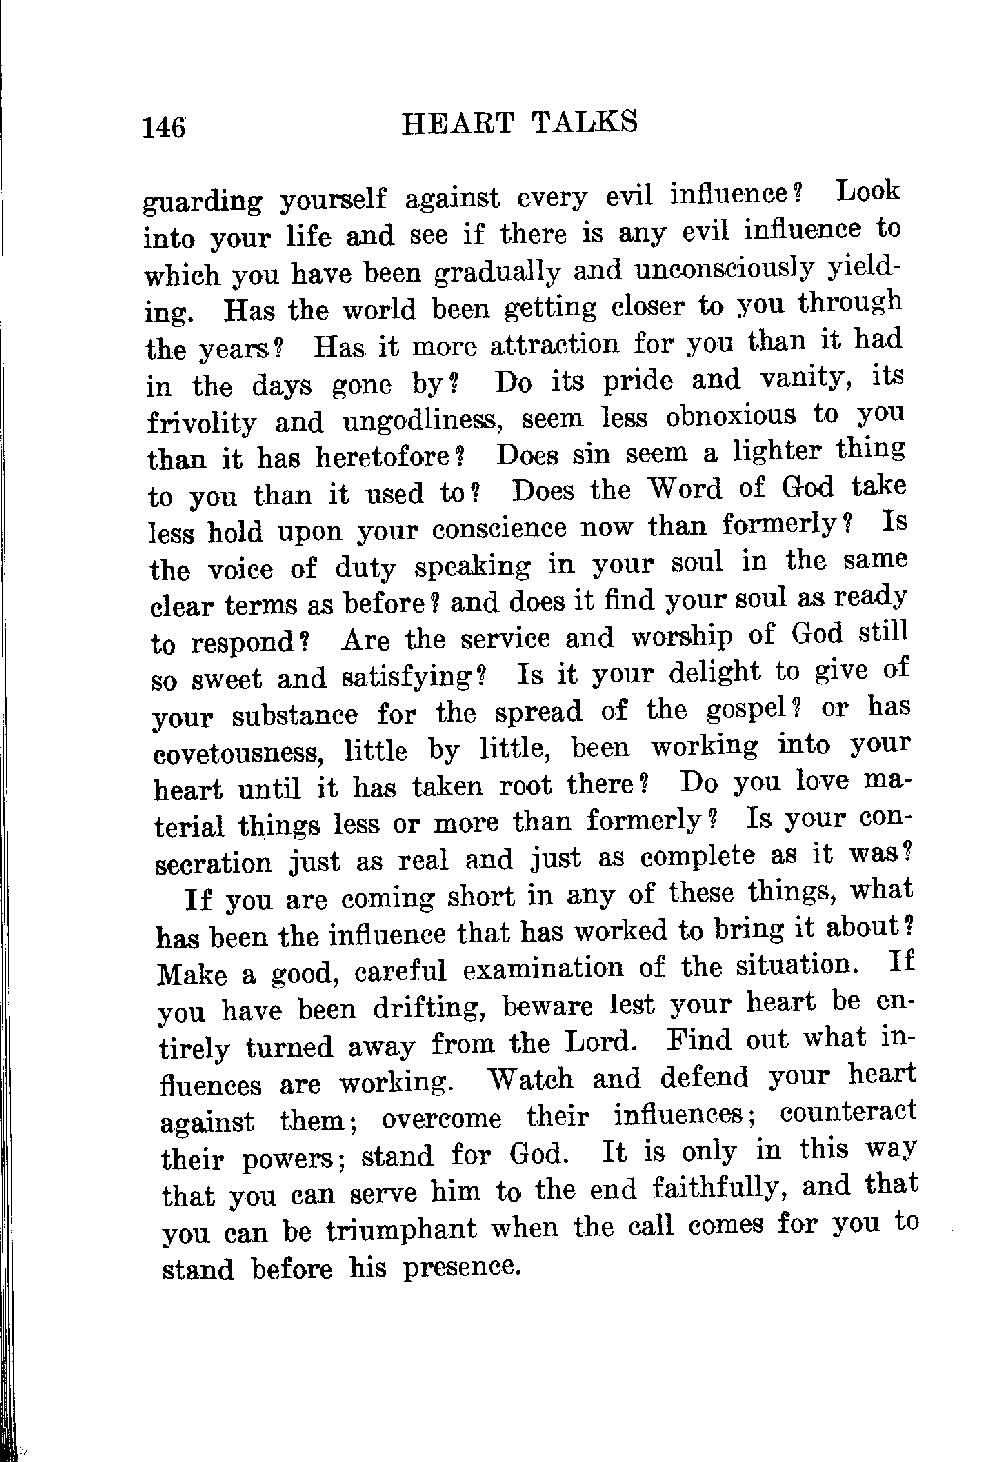 146 HEART TALKS
guarding yourself against every evil influence? Look
into your life and see if there is any evil influence to
which you have been gradually and unconsciously yield-
ing. Has the world been getting closer to you through
the years? Has it more attraction for you than it had
in the days gone by? Do its pride and vanity, its
frivolity and ungodliness, seem less obnoxious to you
than it has heretofore? Does sin seem a lighter thing
to you than it used to? Does the Word of God take
less hold upon your conscience now than formerly? Is
the voice of duty speaking in your soul in the same
clear terms as before? and does it find your soul as ready
to respond? Are the service and worship of God still
so sweet and satisfying? Is it your delight to give of
your substance for the spread of the gospel? or has
covetousness, little by little, been working into your
heart until it has taken root there? Do you love ma-
terial things less or more than formerly? Is your con-
secration just as real and just as complete as it was?
If you are coming short in any of these things, what
has been the influence that has worked to bring it about?
Make a good, careful examination of the situation. If
you have been drifting, beware lest your heart be en-
tirely turned away from the Lord. Find out what in-
fluences are working. Watch and defend your heart
against them; overcome their influences; counteract
their powers; stand for God. It is only in this way
that you can serve him to the end faithfully, and that
you can be triumphant when the call comes for you to
stand before his presence.